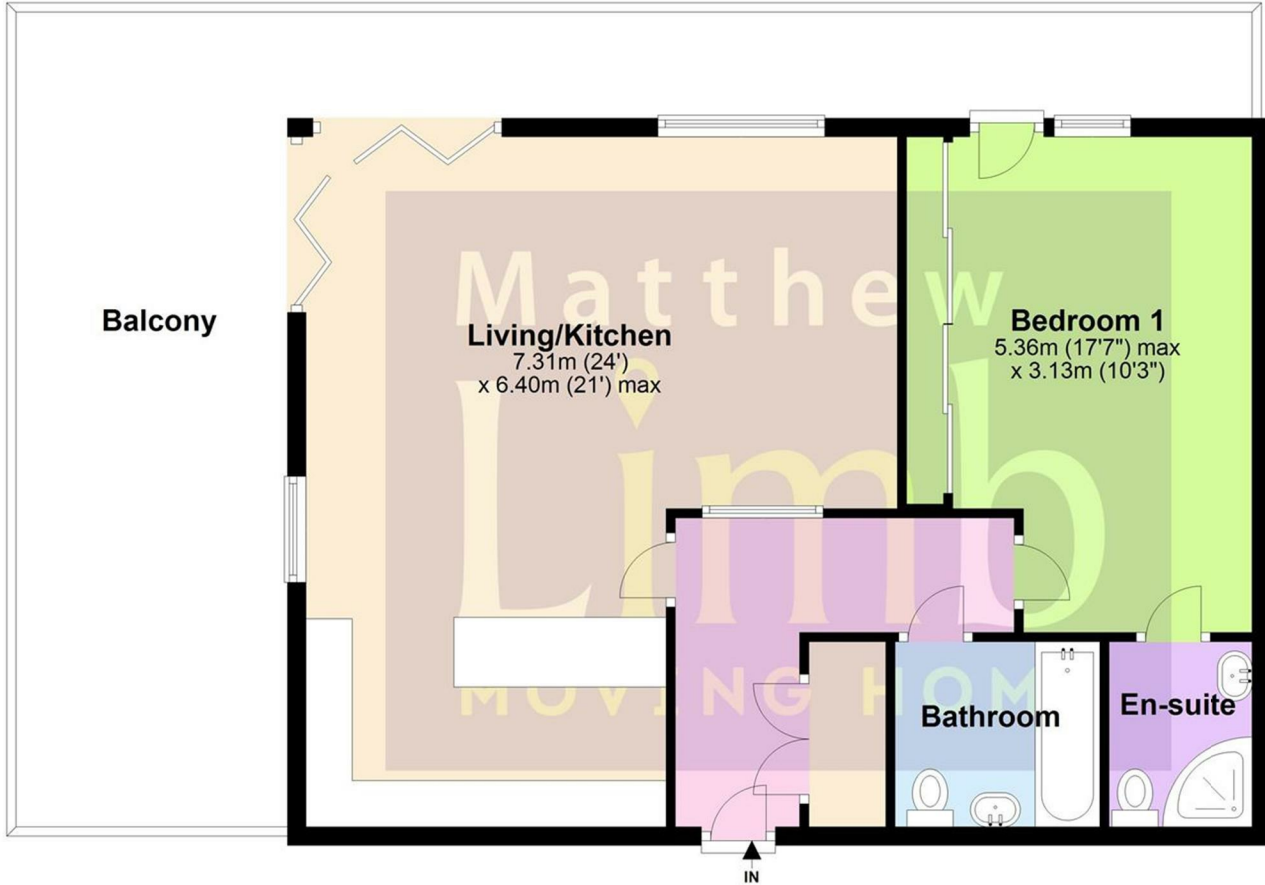 Balcony
Living/Kitchen
7.31m (24')
x 6.40m (21') max
Bedroom 1
5.36m (17'7") max
x 3.13m (10'3")
Bathroom
En-suite
IN
Matthew
Limb
MOVING HOM